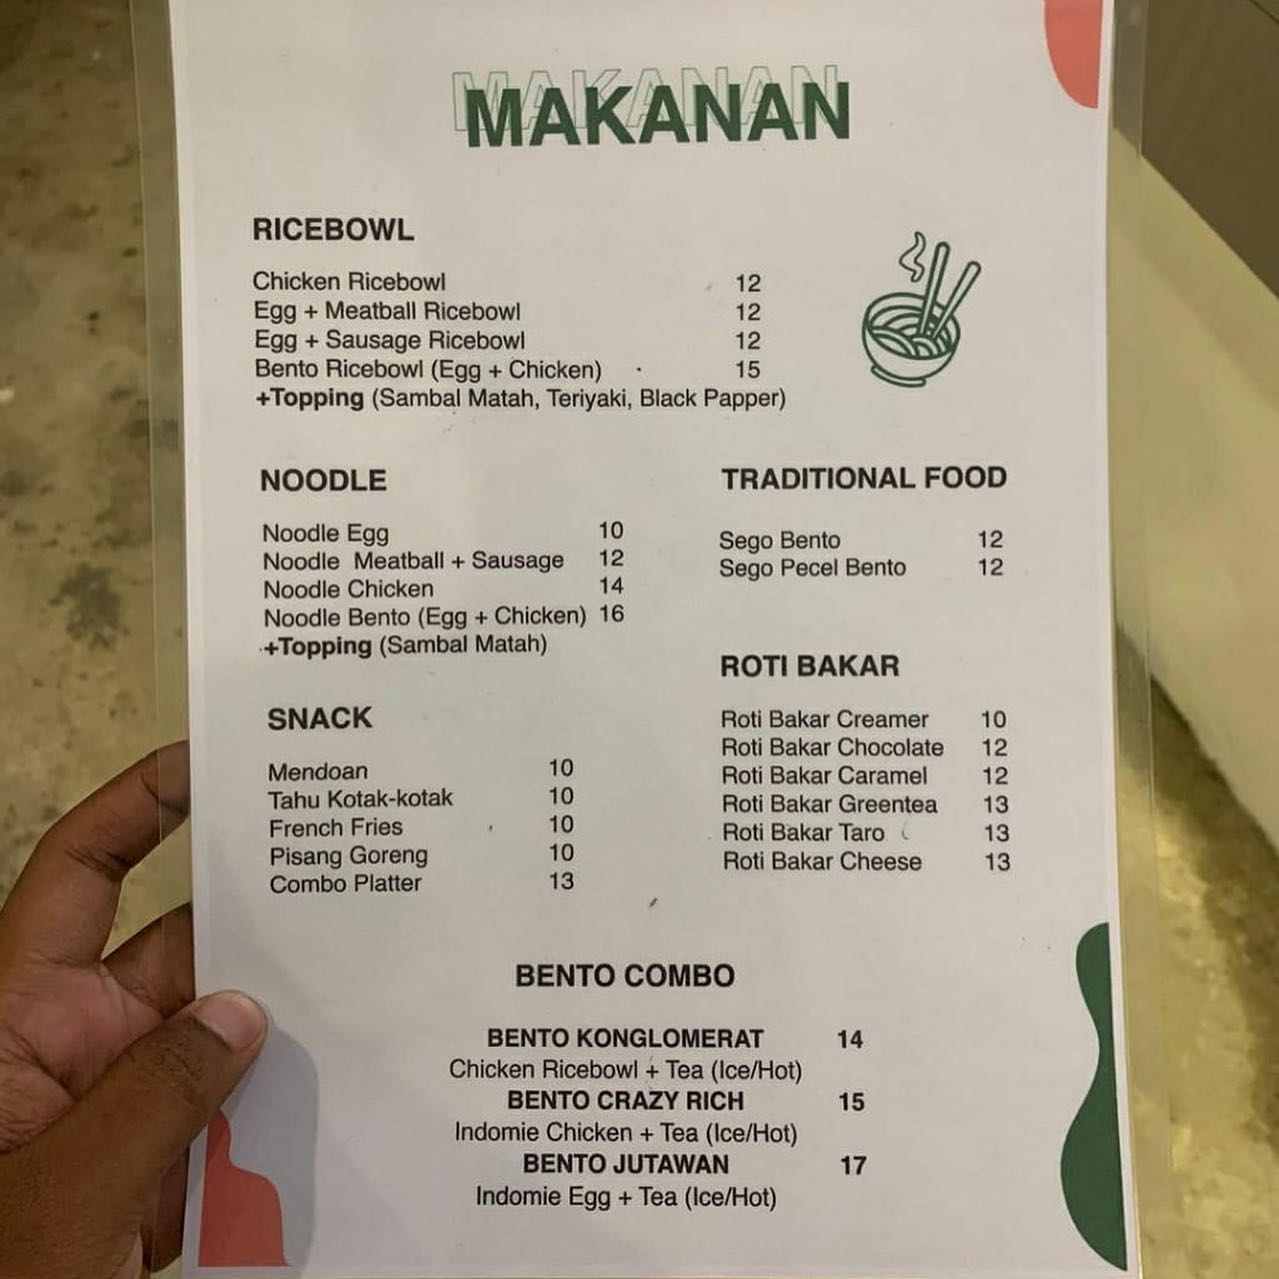 MAKANAN
MAKANAN
RICEBOWL
Chicken Ricebowl 12
Egg + Meatball Ricebowl 12
Egg + Sausage Ricebowl 12
Bento Ricebowl (Egg + Chicken) 15
+Topping (Sambal Matah, Teriyaki, Black Papper)
NOODLE
Noodle Egg 10
Noodle Meatball + Sausage 12
Noodle Chicken 14
Noodle Bento (Egg + Chicken) 16
+Topping (Sambal Matah)
SNACK
Mendoan 10
Tahu Kotak-kotak 10
French Fries 10
Pisang Goreng 10
Combo Platter 13
TRADITIONAL FOOD
Sego Bento 12
Sego Pecel Bento 12
ROTI BAKAR
Roti Bakar Creamer 10
Roti Bakar Chocolate 12
Roti Bakar Caramel 12
Roti Bakar Greentea 13
Roti Bakar Taro 13
Roti Bakar Cheese 13
BENTO COMBO
BENTO KONGLOMERAT 14
Chicken Ricebowl + Tea (Ice/Hot)
BENTO CRAZY RICH 15
Indomie Chicken + Tea (Ice/Hot)
BENTO JUTAWAN 17
Indomie Egg + Tea (Ice/Hot)